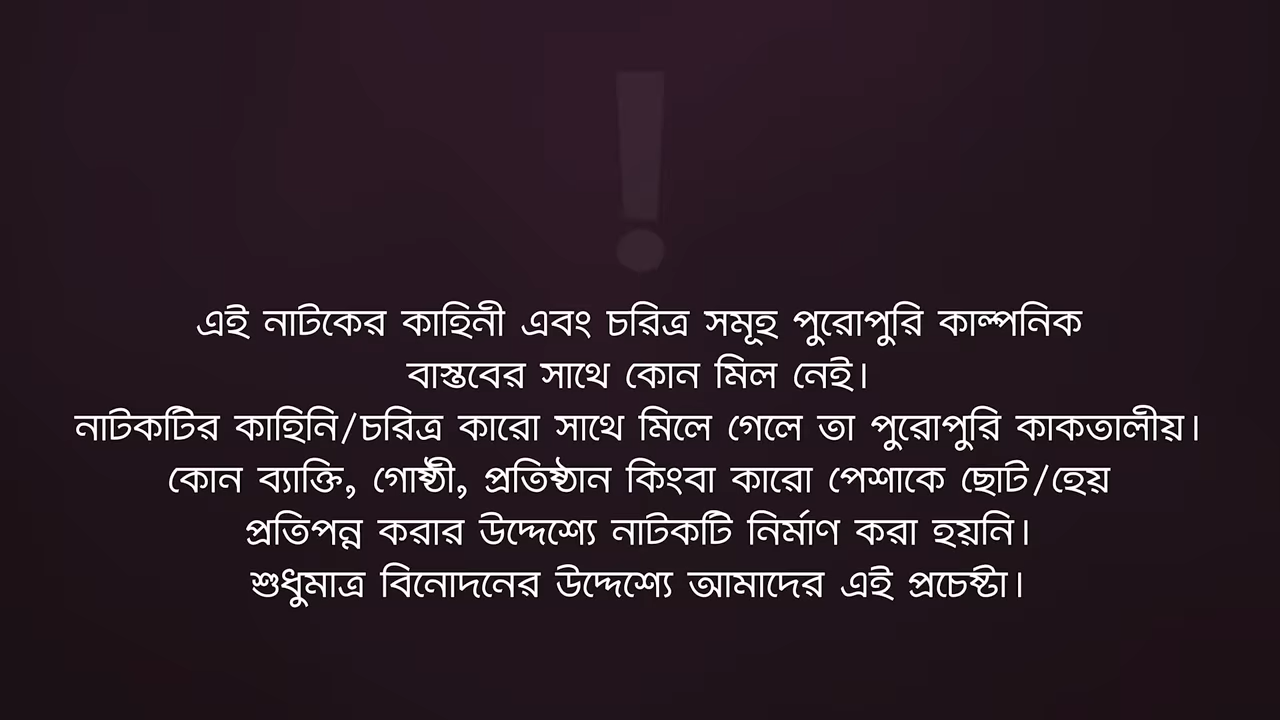 এই নাটকের কাহিনী এবং চরিত্র সমূহ পুরোপুরি কাল্পনিক
বাস্তবের সাথে কোন মিল নেই।
নাটকটির কাহিনি/চরিত্র কারো সাথে মিলে গেলে তা পুরোপুরি কাকতালীয়।
কোন ব্যাক্তি, গোষ্ঠী, প্রতিষ্ঠান কিংবা কারো পেশাকে ছোট/হেয়
প্রতিপন্ন করার উদ্দেশ্যে নাটকটি নির্মাণ করা হয়নি।
শুধুমাত্র বিনোদনের উদ্দেশ্যে আমাদের এই প্রচেষ্টা।